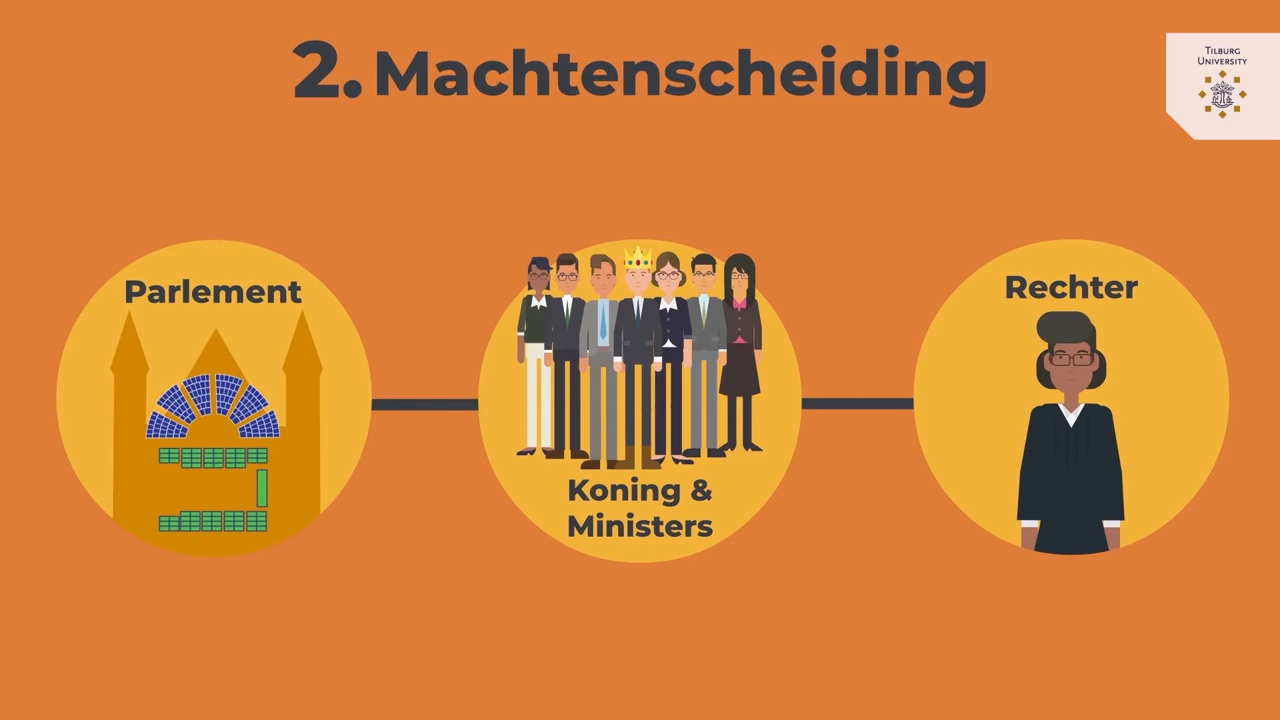 2. Machtenscheiding
TILBURG
UNIVERSITY
Parlement
Koning &
Ministers
Rechter